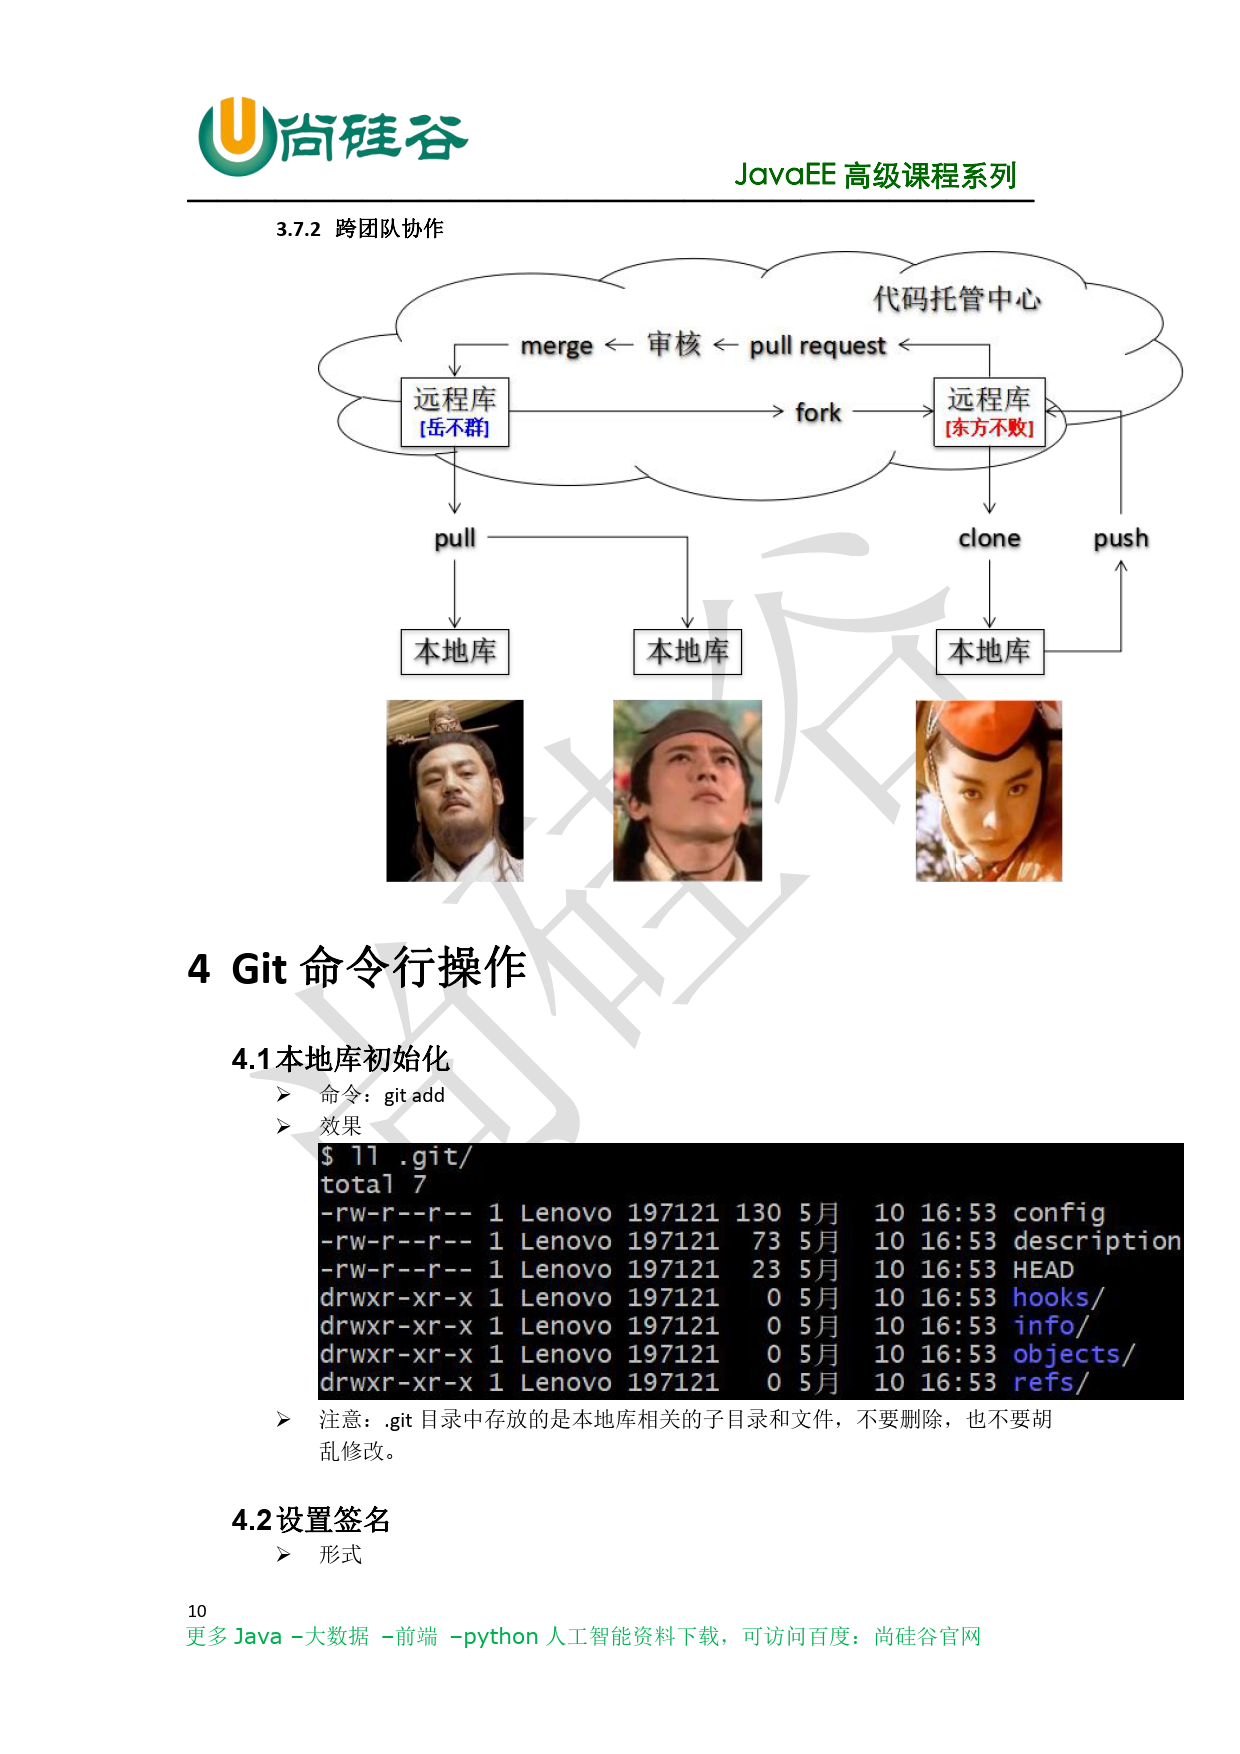 尚硅谷
JavaEE 高级课程系列
3.7.2 跨团队协作
代码托管中心
merge 审核 pull request
远程库
[岳不群]
fork
远程库
[东方不败]
pull
clone
push
本地库
本地库
本地库
4 Git 命令行操作
4.1本地库初始化
➢ 命令：git add
➢ 效果
$ ll .git/
total 7
-rw-r--r-- 1 Lenovo 197121 130 5月  10 16:53 config
-rw-r--r-- 1 Lenovo 197121  73 5月  10 16:53 description
-rw-r--r-- 1 Lenovo 197121  23 5月  10 16:53 HEAD
drwxr-xr-x 1 Lenovo 197121   0 5月  10 16:53 hooks/
drwxr-xr-x 1 Lenovo 197121   0 5月  10 16:53 info/
drwxr-xr-x 1 Lenovo 197121   0 5月  10 16:53 objects/
drwxr-xr-x 1 Lenovo 197121   0 5月  10 16:53 refs/
➢ 注意：.git 目录中存放的是本地库相关的子目录和文件，不要删除，也不要胡
乱修改。
4.2设置签名
➢ 形式
10
更多 Java –大数据 –前端 –python 人工智能资料下载，可访问百度：尚硅谷官网
尚硅谷